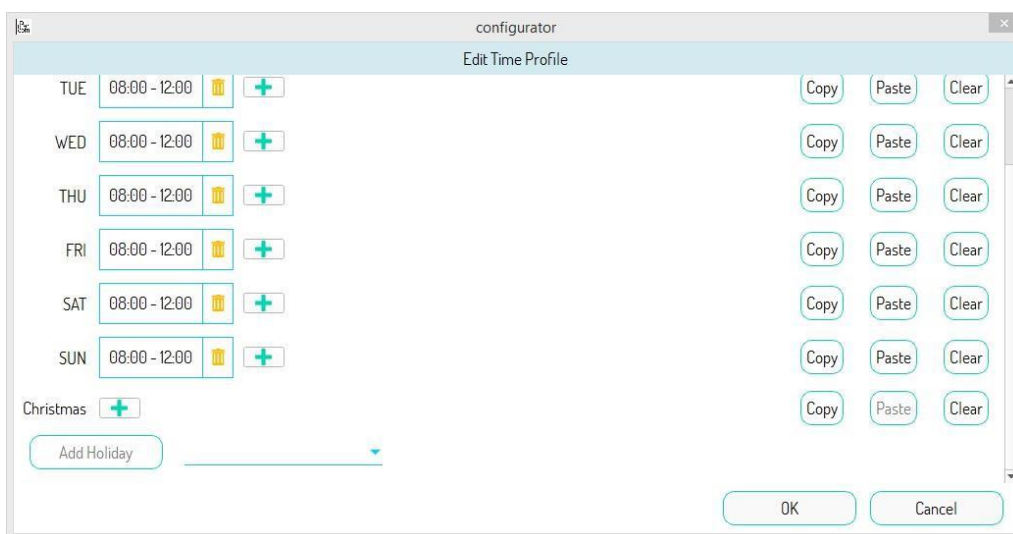 configurator
Edit Time Profile
TUE 08:00 - 12:00 Copy Paste Clear
WED 08:00 - 12:00 Copy Paste Clear
THU 08:00 - 12:00 Copy Paste Clear
FRI 08:00 - 12:00 Copy Paste Clear
SAT 08:00 - 12:00 Copy Paste Clear
SUN 08:00 - 12:00 Copy Paste Clear
Christmas Copy Paste Clear
Add Holiday
OK Cancel